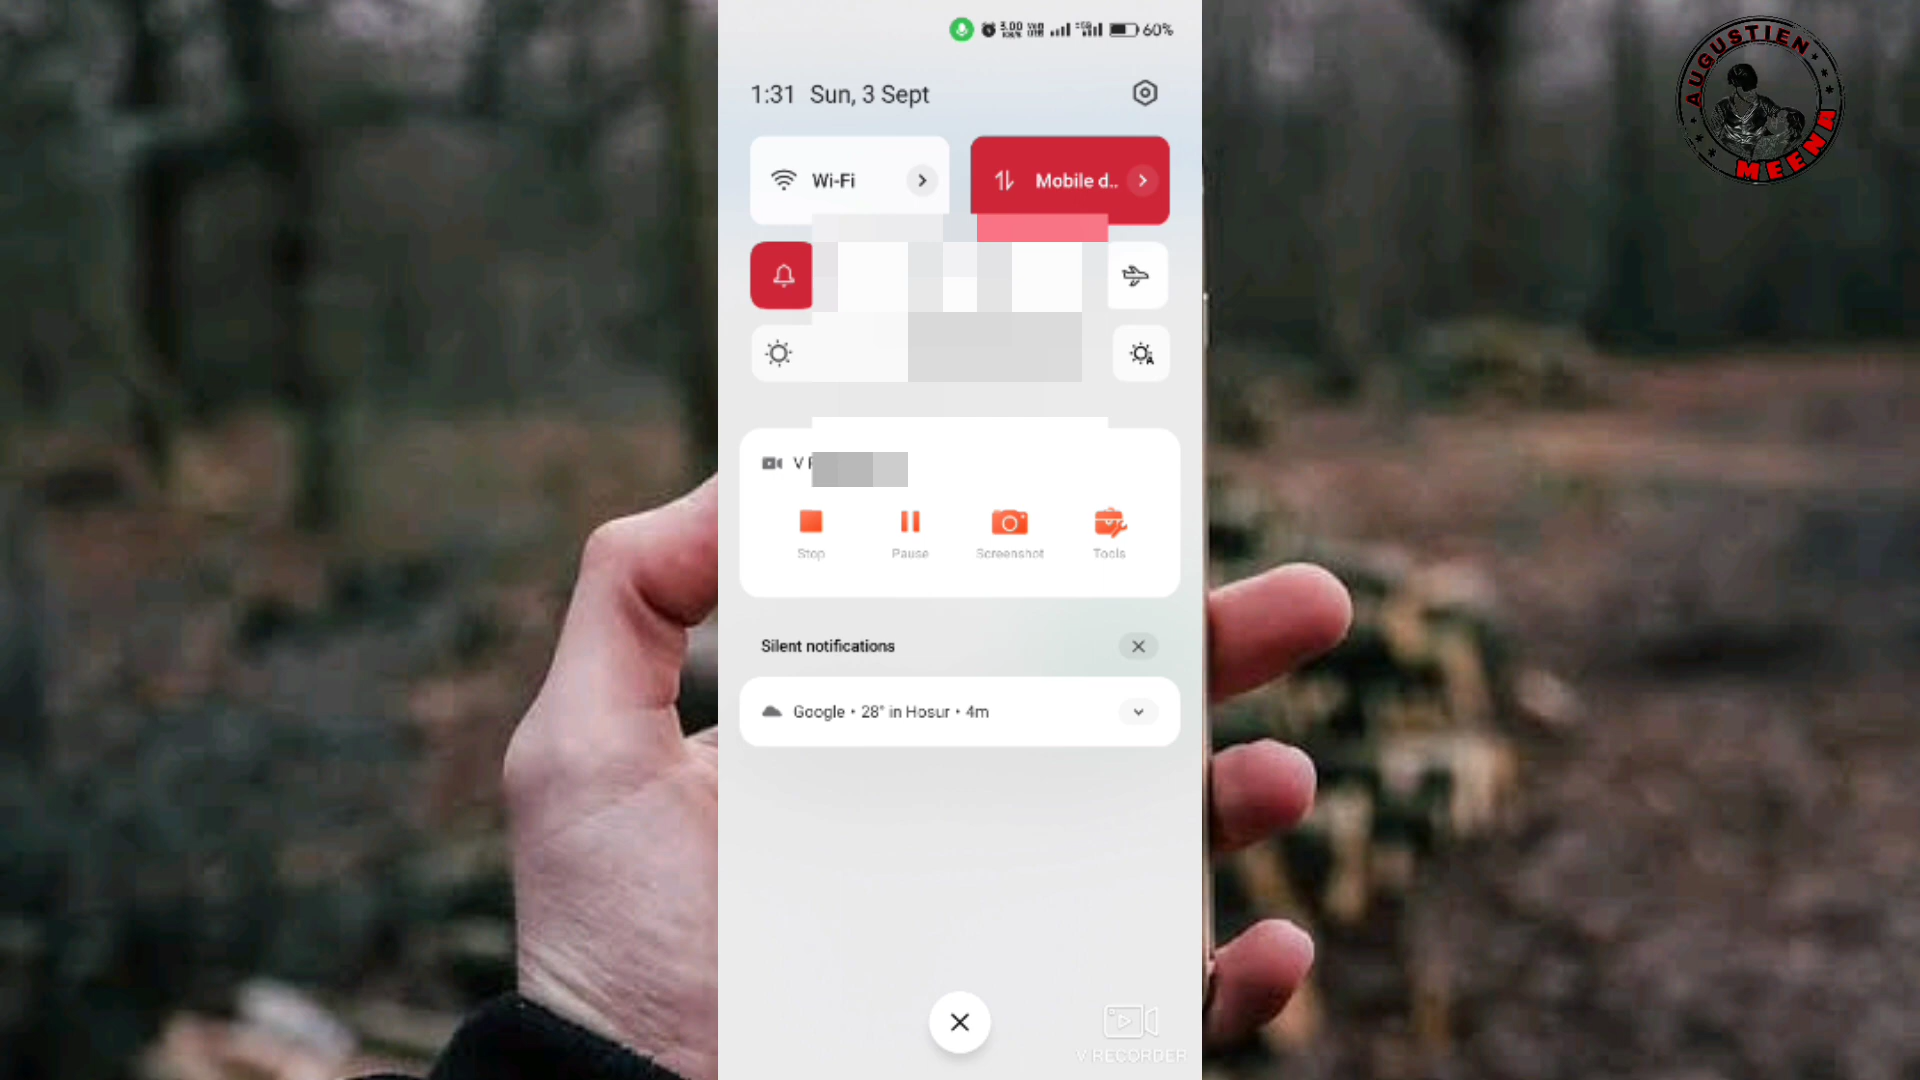 60%
1:31 Sun, 3 Sept
Wi-Fi
Mobile d..
V
Stop
Pause
Screenshot
Tools
Silent notifications
Google • 28° in Hosur • 4m
V RECORDER
AUGUSTIEN
MEENA